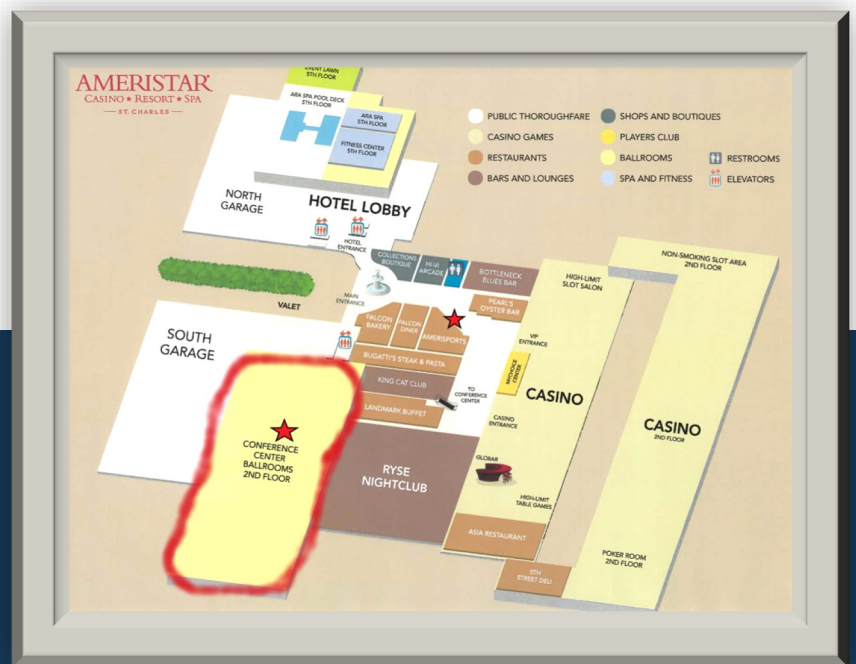 AMERISTAR
CASINO ★ RESORT ★ SPA
ST. CHARLES
EVENT LAWN
5TH FLOOR
ARA SPA POOL DECK
5TH FLOOR
ARA SPA
5TH FLOOR
FITNESS CENTER
5TH FLOOR
PUBLIC THOROUGHFARE
CASINO GAMES
RESTAURANTS
BARS AND LOUNGES
SHOPS AND BOUTIQUES
PLAYERS CLUB
BALLROOMS
SPA AND FITNESS
RESTROOMS
ELEVATORS
NORTH
GARAGE
HOTEL LOBBY
HOTEL
ENTRANCE
COLLECTIONS
BOUTIQUE
HI-VI
ARCADE
BOTTLENECK
BLUES BAR
HIGH-LIMIT
SLOT SALON
NON-SMOKING SLOT AREA
2ND FLOOR
MAIN
ENTRANCE
VALET
PEARL'S
OYSTER BAR
FALCON
BAKERY
FALCON
DINER
AMERISPORTS
SOUTH
GARAGE
BUGATTI'S STEAK & PASTA
VIP
ENTRANCE
MYCHOICE
CENTER
KING CAT CLUB
TO
CONFERENCE
CENTER
LANDMARK BUFFET
CASINO
CASINO
ENTRANCE
CASINO
2ND FLOOR
CONFERENCE
CENTER
BALLROOMS
2ND FLOOR
RYSE
NIGHTCLUB
GLOBAR
HIGH-LIMIT
TABLE GAMES
ASIA RESTAURANT
POKER ROOM
2ND FLOOR
5TH
STREET DELI